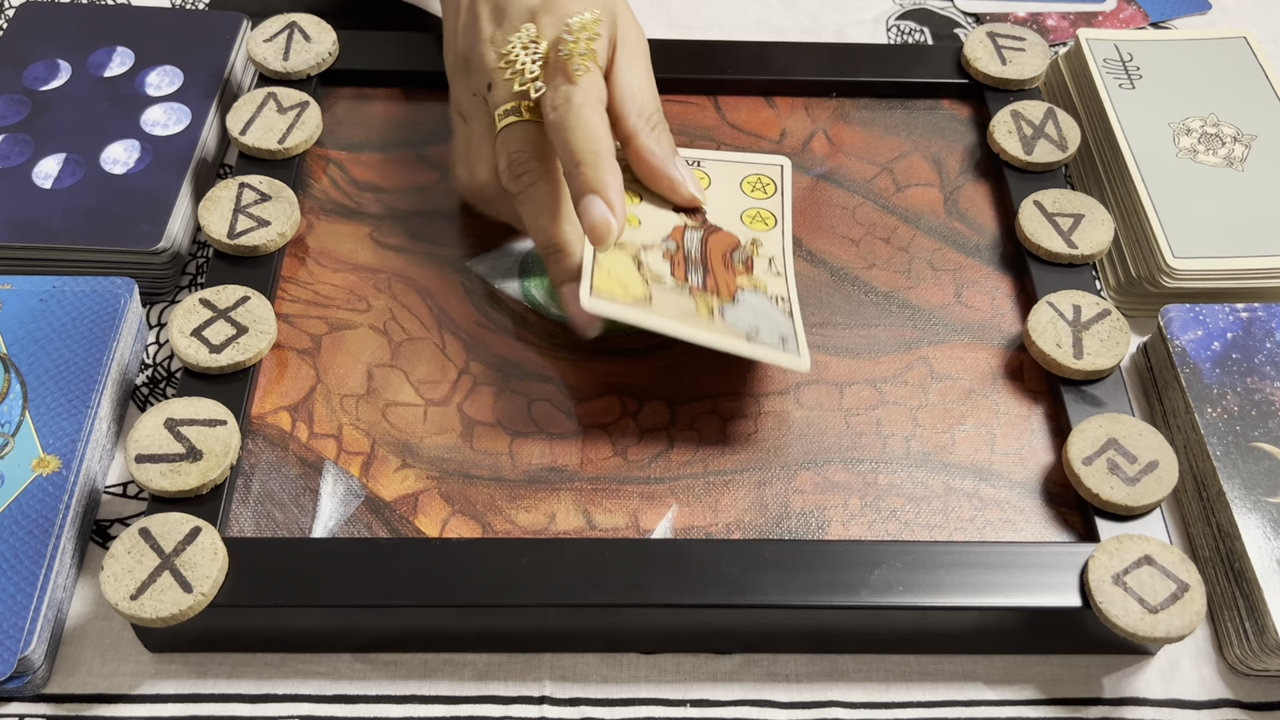 ᛏ
ᚨ
ᛖ
ᛞ
ᛒ
ᚦ
VI
ᛟ
ᛉ
ᛋ
ᛃ
ᚷ
ᛜ